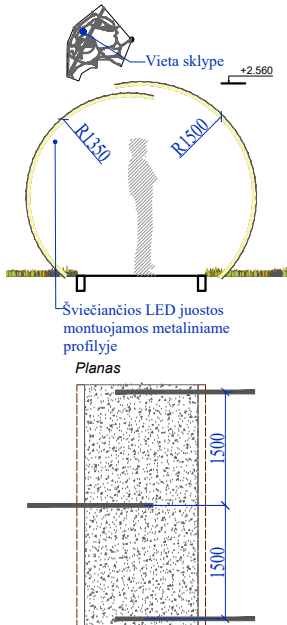 Vieta sklype
+2.560
R1350
R1500
Šviečiančios LED juostos
montuojamos metaliniame
profilyje
Planas
1500
1500